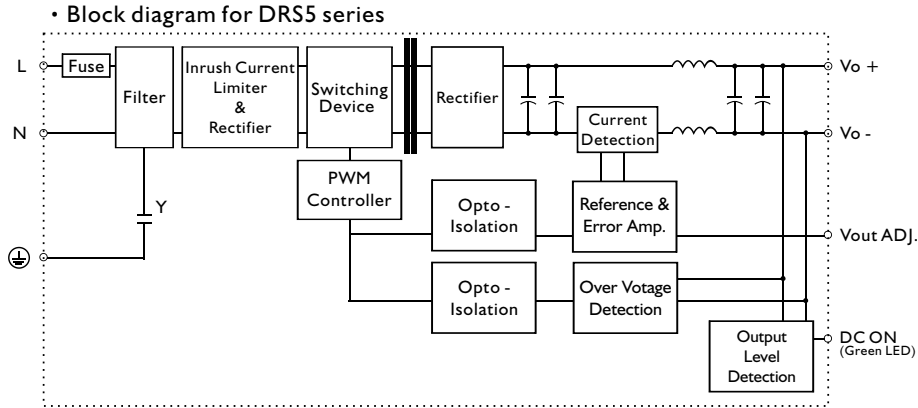 • Block diagram for DRS5 series
L
Fuse
Filter
Inrush Current
Limiter
&
Rectifier
Switching
Device
Rectifier
Vo +
N
Current
Detection
Vo -
PWM
Controller
Y
Opto -
Isolation
Reference &
Error Amp.
Vout ADJ.
Opto -
Isolation
Over Votage
Detection
Output
Level
Detection
DC ON
(Green LED)